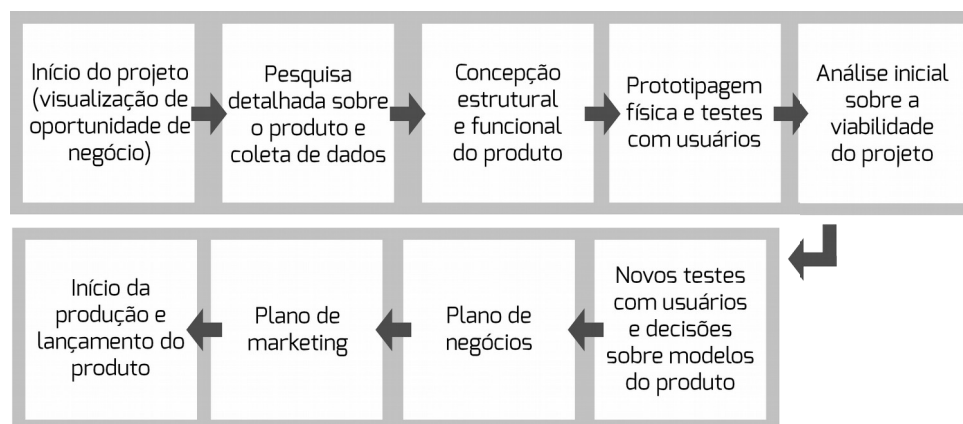 Início do projeto
(visualização de
oportunidade de
negócio)
Pesquisa
detalhada sobre
o produto e
coleta de dados
Concepção
estrutural
e funcional
do produto
Prototipagem
física e testes
com usuários
Análise inicial
sobre a
viabilidade
do projeto
Novos testes
com usuários
e decisões
sobre modelos
do produto
Plano de
negócios
Plano de
marketing
Início da
produção e
lançamento do
produto